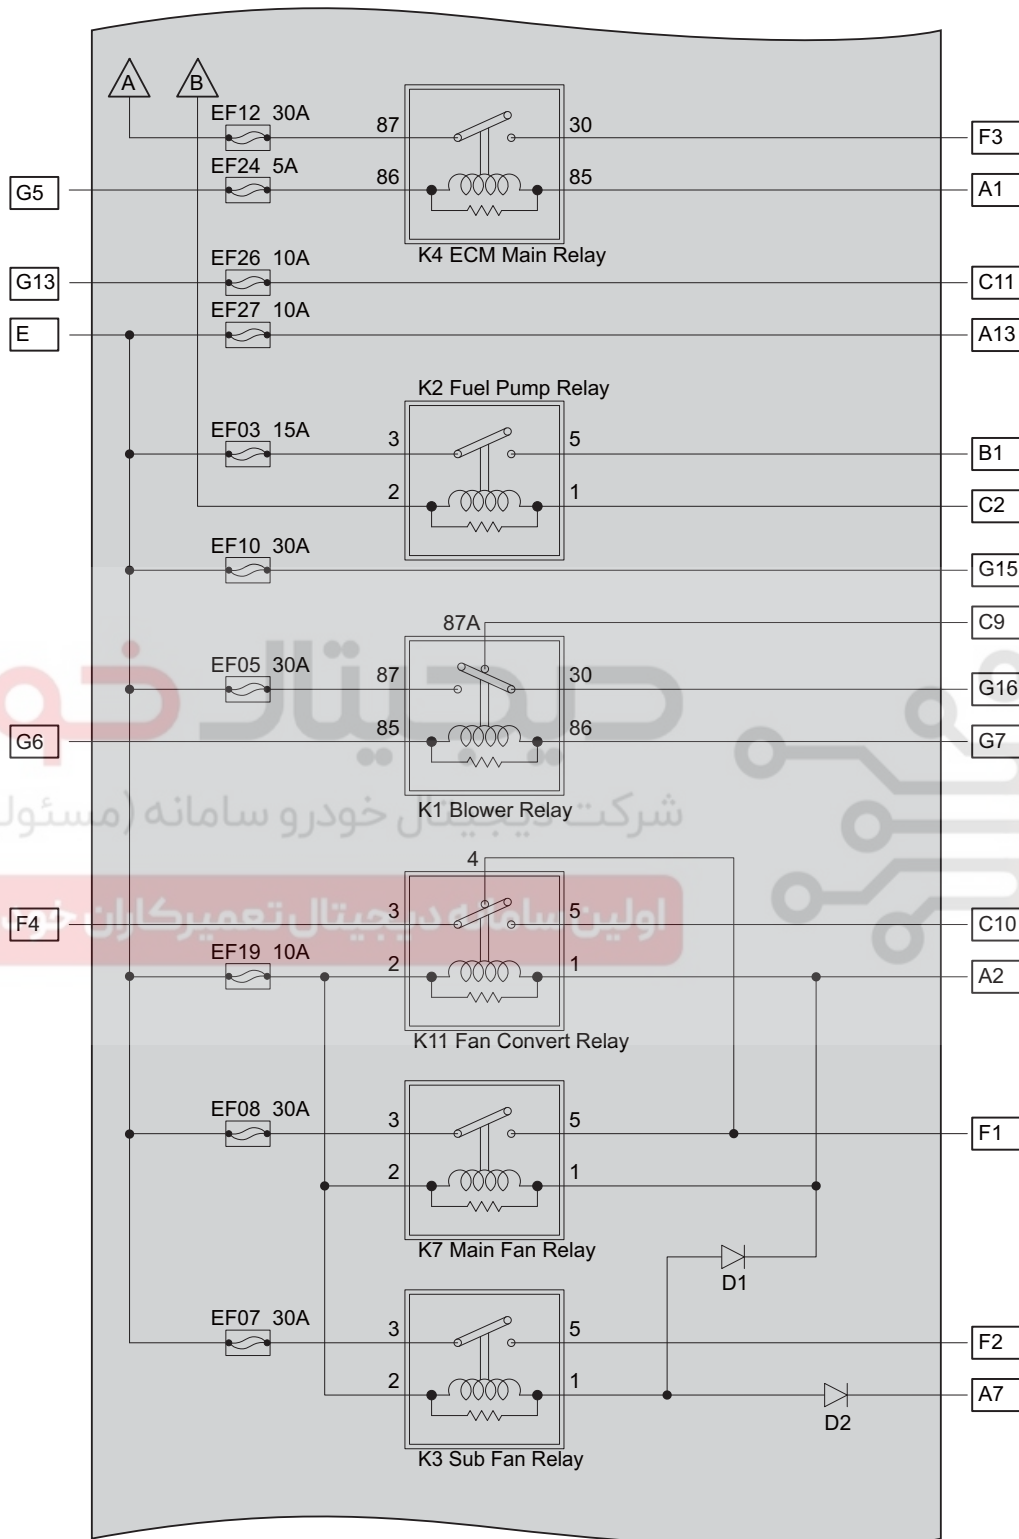 A B
EF12 30A 87 30 F3
G5 EF24 5A 86 85 A1
K4 ECM Main Relay
G13 EF26 10A C11
E EF27 10A A13
K2 Fuel Pump Relay
EF03 15A 3 5 B1
2 1 C2
EF10 30A G15
87A C9
EF05 30A 87 30 G16
G6 85 86 G7
دیجیتال خو
K1 Blower Relay
شرکت دیجیتال خودرو سامانه (مسئول
4
F4 3 5 C10
اولین سامانه دیجیتال تعمیرکاران خود
EF19 10A 2 1 A2
K11 Fan Convert Relay
EF08 30A 3 5 F1
2 1
K7 Main Fan Relay
D1
EF07 30A 3 5 F2
2 1 A7
D2
K3 Sub Fan Relay